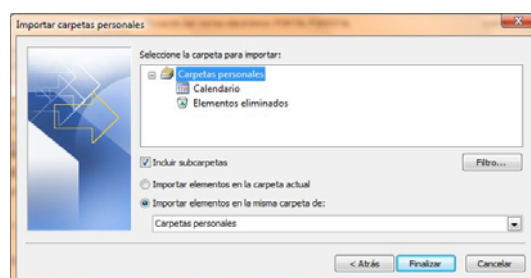 Importar carpetas personales
Seleccione la carpeta para importar:
Carpetas personales
Calendario
Elementos eliminados
Incluir subcarpetas
Filtro...
Importar elementos en la carpeta actual
Importar elementos en la misma carpeta de:
Carpetas personales
< Atrás
Finalizar
Cancelar